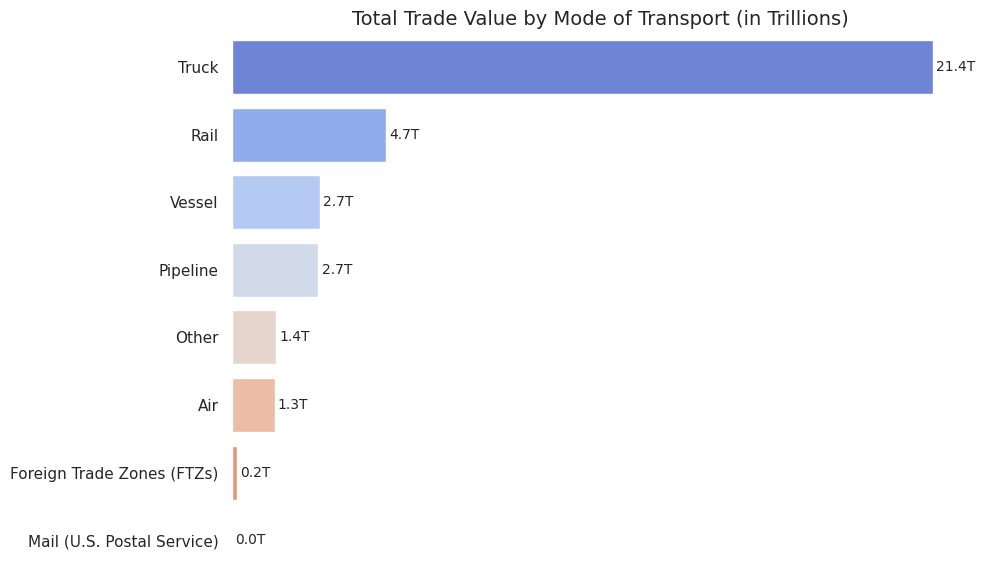 Total Trade Value by Mode of Transport (in Trillions)
Truck 21.4T
Rail 4.7T
Vessel 2.7T
Pipeline 2.7T
Other 1.4T
Air 1.3T
Foreign Trade Zones (FTZs) 0.2T
Mail (U.S. Postal Service) 0.0T